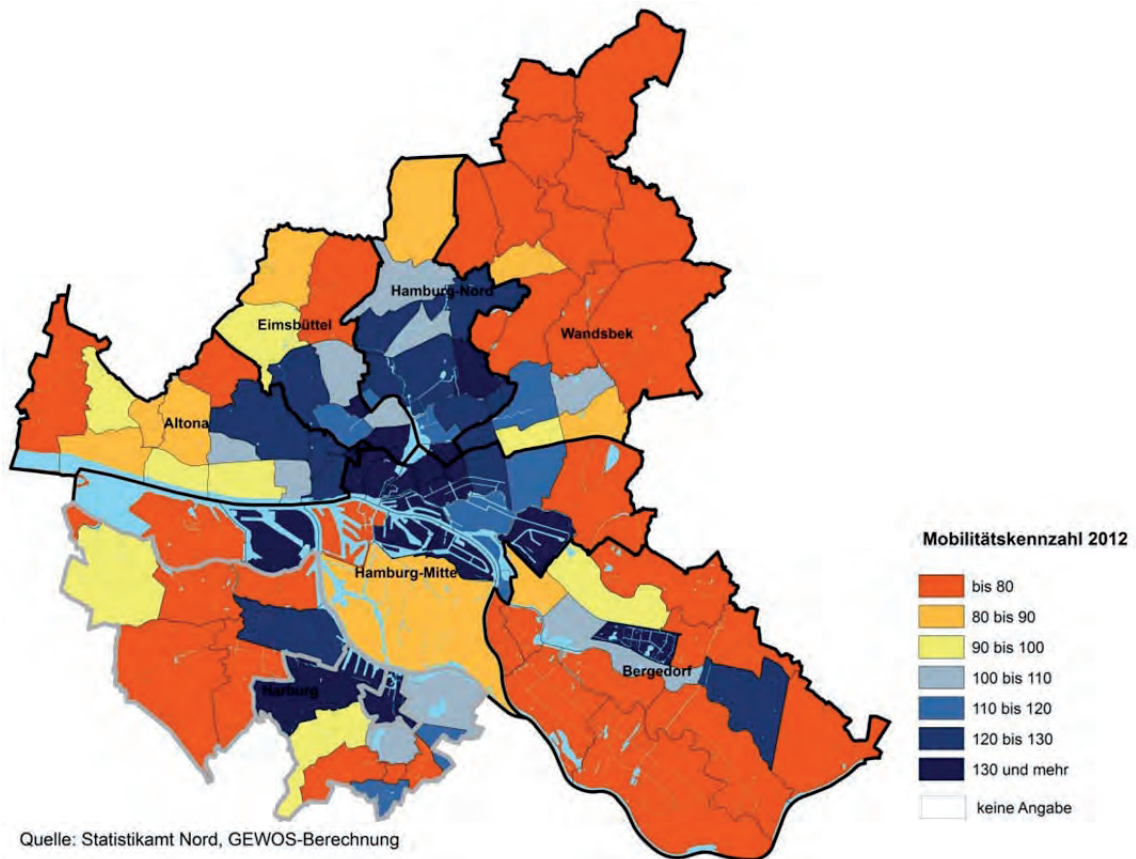 Hamburg-Nord
Eimsbüttel
Wandsbek
Altona
Hamburg-Mitte
Bergedorf
Harburg
Mobilitätskennzahl 2012
bis 80
80 bis 90
90 bis 100
100 bis 110
110 bis 120
120 bis 130
130 und mehr
keine Angabe
Quelle: Statistikamt Nord, GEWOS-Berechnung